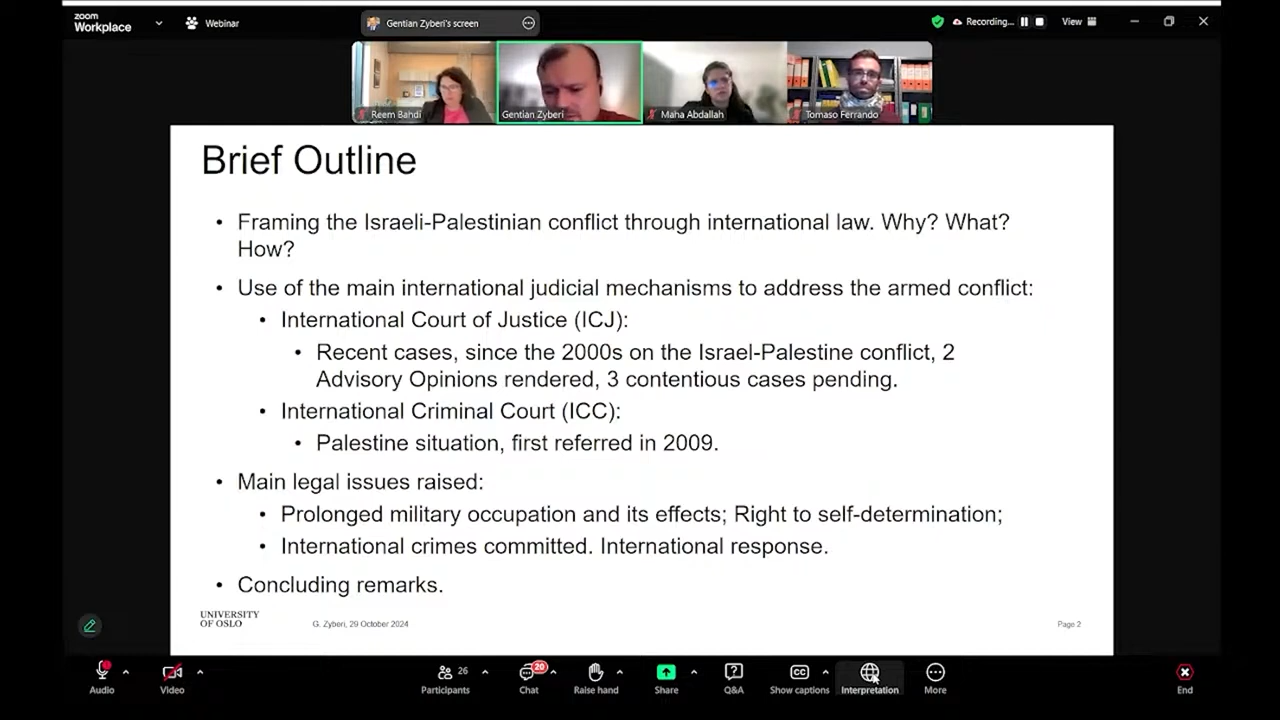 zoom
Workplace
Webinar
Gentian Zyberi's screen
Recording...
View
Reem Bahdi
Gentian Zyberi
Maha Abdallah
Tomaso Ferrando
Brief Outline
• Framing the Israeli-Palestinian conflict through international law. Why? What?
How?
• Use of the main international judicial mechanisms to address the armed conflict:
• International Court of Justice (ICJ):
• Recent cases, since the 2000s on the Israel-Palestine conflict, 2
Advisory Opinions rendered, 3 contentious cases pending.
• International Criminal Court (ICC):
• Palestine situation, first referred in 2009.
• Main legal issues raised:
• Prolonged military occupation and its effects; Right to self-determination;
• International crimes committed. International response.
• Concluding remarks.
UNIVERSITY
OF OSLO
G. Zyberi, 29 October 2024
Page 2
26
20
CC
Audio
Video
Participants
Chat
Raise hand
Share
Q&A
Show captions
Interpretation
More
End